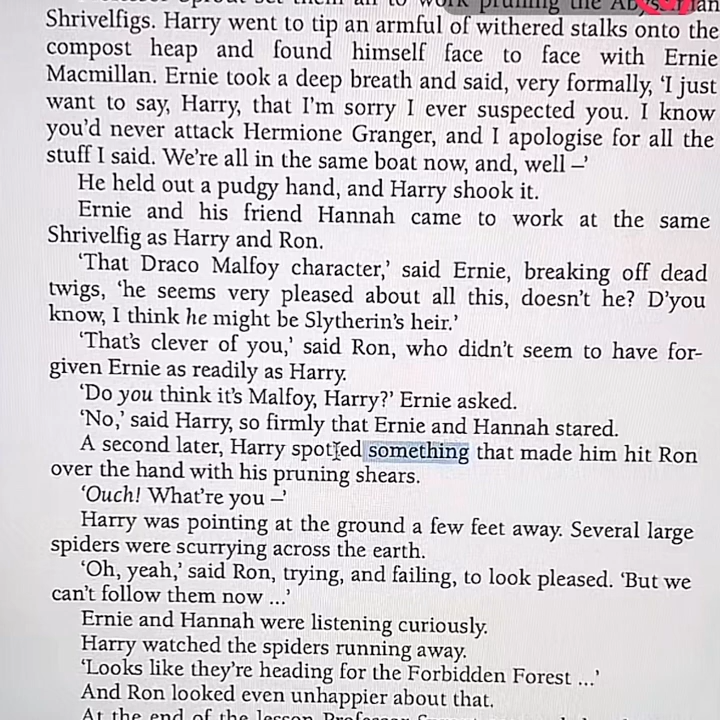 pruning the
Shrivelfigs. Harry went to tip an armful of withered stalks onto the
compost heap and found himself face to face with Ernie
Macmillan. Ernie took a deep breath and said, very formally, ‘I just
want to say, Harry, that I’m sorry I ever suspected you. I know
you’d never attack Hermione Granger, and I apologise for all the
stuff I said. We’re all in the same boat now, and, well –’
He held out a pudgy hand, and Harry shook it.
Ernie and his friend Hannah came to work at the same
Shrivelfig as Harry and Ron.
‘That Draco Malfoy character,’ said Ernie, breaking off dead
twigs, ‘he seems very pleased about all this, doesn’t he? D’you
know, I think he might be Slytherin’s heir.’
‘That’s clever of you,’ said Ron, who didn’t seem to have for-
given Ernie as readily as Harry.
‘Do you think it’s Malfoy, Harry?’ Ernie asked.
‘No,’ said Harry, so firmly that Ernie and Hannah stared.
A second later, Harry spotted something that made him hit Ron
over the hand with his pruning shears.
‘Ouch! What’re you –’
Harry was pointing at the ground a few feet away. Several large
spiders were scurrying across the earth.
‘Oh, yeah,’ said Ron, trying, and failing, to look pleased. ‘But we
can’t follow them now ...’
Ernie and Hannah were listening curiously.
Harry watched the spiders running away.
‘Looks like they’re heading for the Forbidden Forest ...’
And Ron looked even unhappier about that.
At the end of the lesson Professor